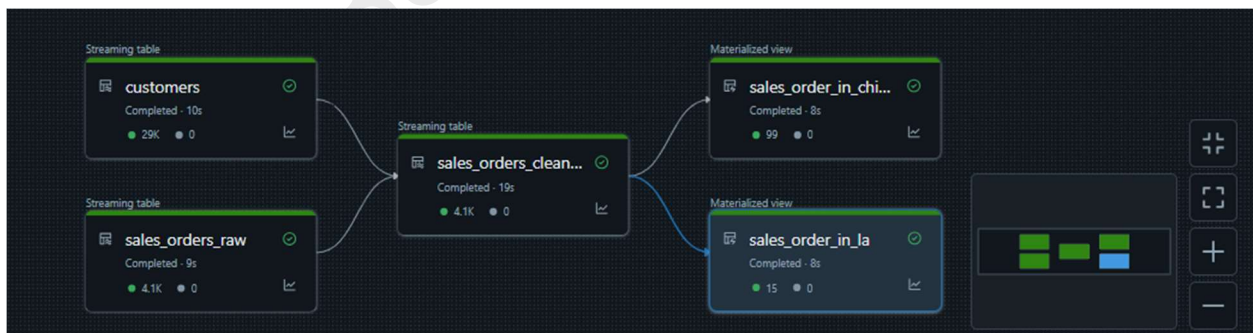 Streaming table
customers
Completed - 10s
29K 0
Streaming table
sales_orders_raw
Completed - 9s
4.1K 0
Streaming table
sales_orders_clean...
Completed - 19s
4.1K 0
Materialized view
sales_order_in_chi...
Completed - 8s
99 0
Materialized view
sales_order_in_la
Completed - 8s
15 0